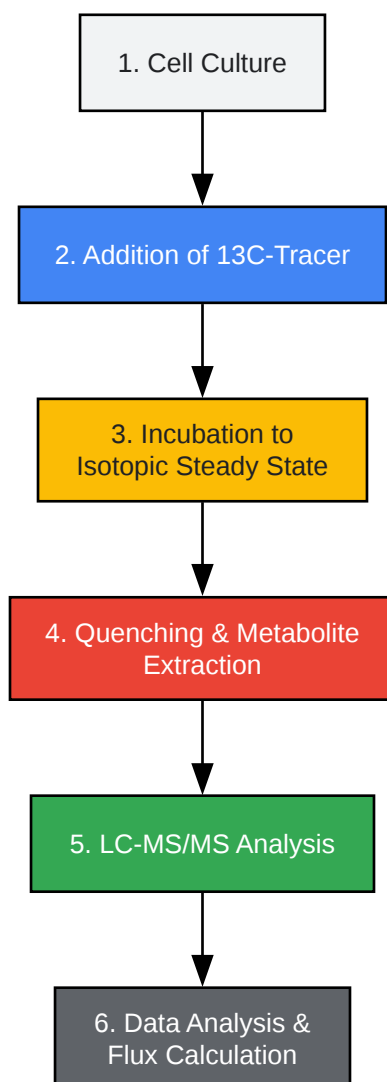 1. Cell Culture
2. Addition of 13C-Tracer
3. Incubation to
Isotopic Steady State
4. Quenching & Metabolite
Extraction
5. LC-MS/MS Analysis
6. Data Analysis &
Flux Calculation